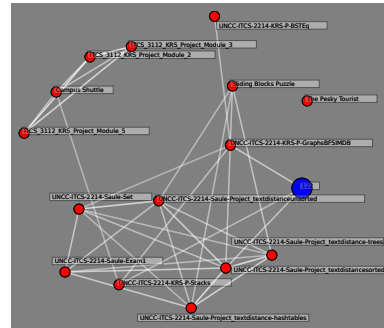 UNCC-ITCS-2214-KRS-P-BSTEq
ITCS_3112_KRS_Project_Module_3
ITCS_3112_KRS_Project_Module_2
Campus Shuttle
Sliding Blocks Puzzle
The Pesky Tourist
ITCS_3112_KRS_Project_Module_5
UNCC-ITCS-2214-KRS-P-GraphsBFSIMDB
UNCC-ITCS-2214-Saule-Set
UNCC-ITCS-2214-Saule-Project_textdistanceunsorted
UNCC-ITCS-2214-Saule-Project_textdistance-trees
UNCC-ITCS-2214-Saule-Exam1
UNCC-ITCS-2214-Saule-Project_textdistancesorted
UNCC-ITCS-2214-KRS-P-Stacks
UNCC-ITCS-2214-Saule-Project_textdistance-hashtables